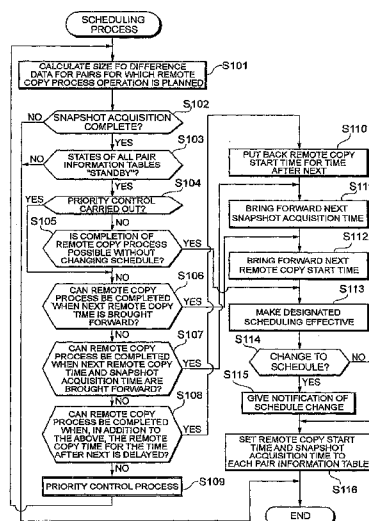 SCHEDULING
PROCESS
S101
CALCULATE SIZE FO DIFFERENCE
DATA FOR PAIRS FOR WHICH REMOTE
COPY PROCESS OPERATION IS PLANNED
S102
NO
SNAPSHOT ACQUISITION
COMPLETE?
YES
S103
NO
STATES OF ALL PAIR
INFORMATION TABLES
"STANDBY"?
YES
S104
YES
PRIORITY CONTROL
CARRIED OUT?
S105
NO
IS COMPLETION OF
REMOTE COPY PROCESS
POSSIBLE WITHOUT
CHANGING SCHEDULE?
YES
NO
S106
CAN REMOTE COPY
PROCESS BE COMPLETED
WHEN NEXT REMOTE COPY
TIME IS BROUGHT
FORWARD?
YES
NO
S107
CAN REMOTE COPY
PROCESS BE COMPLETED
WHEN NEXT REMOTE COPY
TIME AND SNAPSHOT
ACQUISITION TIME ARE
BROUGHT FORWARD?
YES
NO
S108
CAN REMOTE COPY
PROCESS BE COMPLETED
WHEN, IN ADDITION TO
THE ABOVE, THE REMOTE
COPY TIME FOR THE TIME
AFTER NEXT IS DELAYED?
YES
NO
PRIORITY CONTROL PROCESS
S109
S110
PUT BACK REMOTE COPY
START TIME FOR TIME
AFTER NEXT
S11
BRING FORWARD NEXT
SNAPSHOT ACQUISITION TIME
S112
BRING FORWARD NEXT
REMOTE COPY START TIME
S113
MAKE DESIGNATED
SCHEDULING EFFECTIVE
S114
CHANGE TO
SCHEDULE?
NO
S115
YES
GIVE NOTIFICATION OF
SCHEDULE CHANGE
SET REMOTE COPY START
TIME AND SNAPSHOT
ACQUISITION TIME TO
EACH PAIR INFORMATION TABLE
S116
END